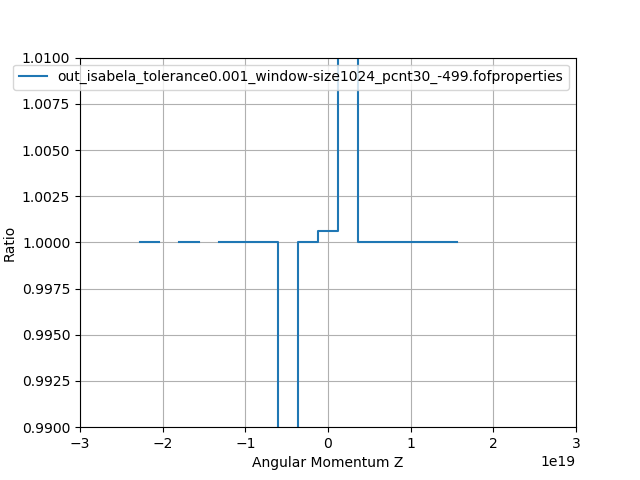 out_isabela_tolerance0.001_window-size1024_pcnt30_-499.fofproperties
1.0100
1.0075
1.0050
1.0025
1.0000
0.9975
0.9950
0.9925
0.9900
Ratio
−3 −2 −1 0 1 2 3
1e19
Angular Momentum Z